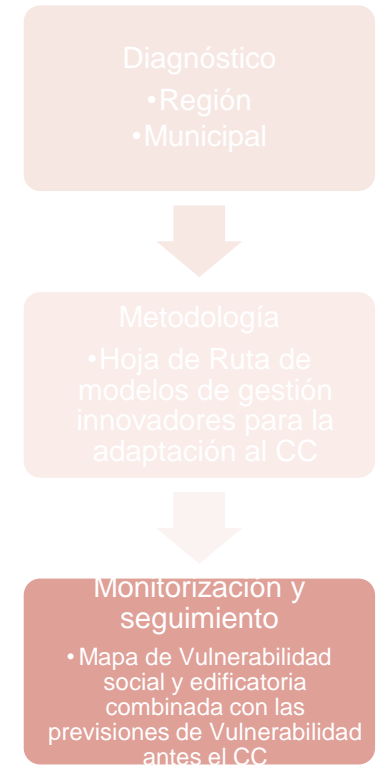 Diagnóstico
•Región
•Municipal
Metodología
•Hoja de Ruta de
modelos de gestión
innovadores para la
adaptación al CC
Monitorización y
seguimiento
•Mapa de Vulnerabilidad
social y edificatoria
combinada con las
previsiones de Vulnerabilidad
antes el CC